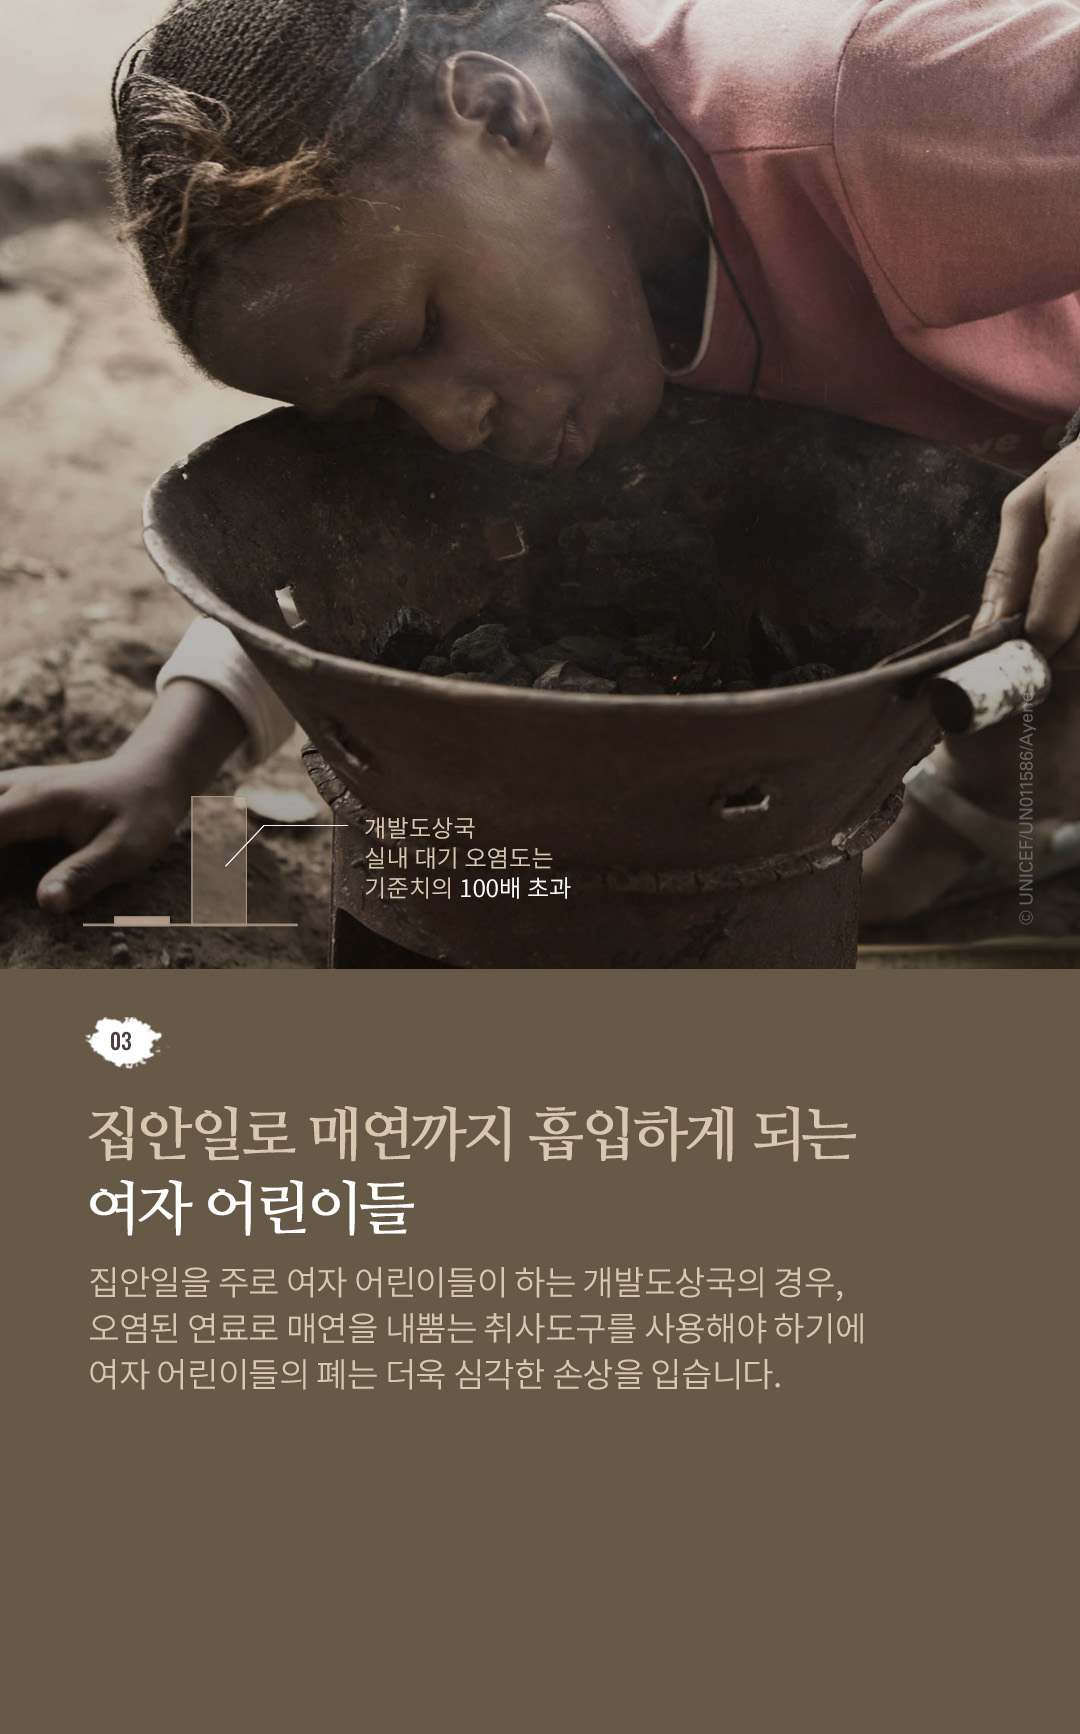 개발도상국
실내 대기 오염도는
기준치의 100배 초과
© UNICEF/UN011586/Ayene
03
집안일로 매연까지 흡입하게 되는
여자 어린이들
집안일을 주로 여자 어린이들이 하는 개발도상국의 경우,
오염된 연료로 매연을 내뿜는 취사도구를 사용해야 하기에
여자 어린이들의 폐는 더욱 심각한 손상을 입습니다.